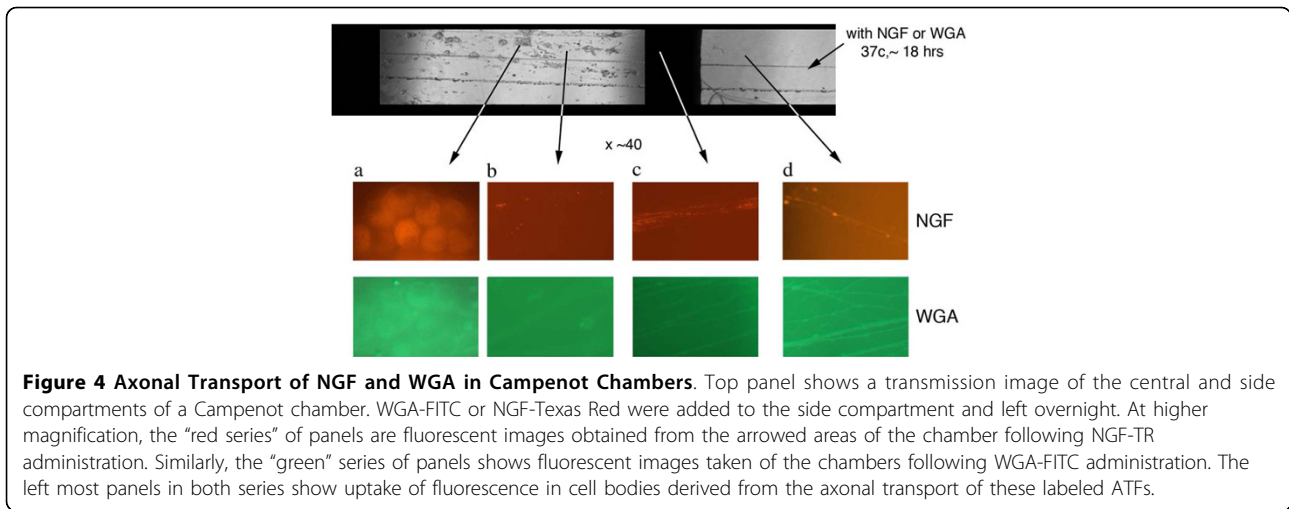 with NGF or WGA
37c,~ 18 hrs
x ~40
a b c d
NGF
WGA
Figure 4 Axonal Transport of NGF and WGA in Campenot Chambers. Top panel shows a transmission image of the central and side
compartments of a Campenot chamber. WGA-FITC or NGF-Texas Red were added to the side compartment and left overnight. At higher
magnification, the “red series” of panels are fluorescent images obtained from the arrowed areas of the chamber following NGF-TR
administration. Similarly, the “green” series of panels shows fluorescent images taken of the chambers following WGA-FITC administration. The
left most panels in both series show uptake of fluorescence in cell bodies derived from the axonal transport of these labeled ATFs.